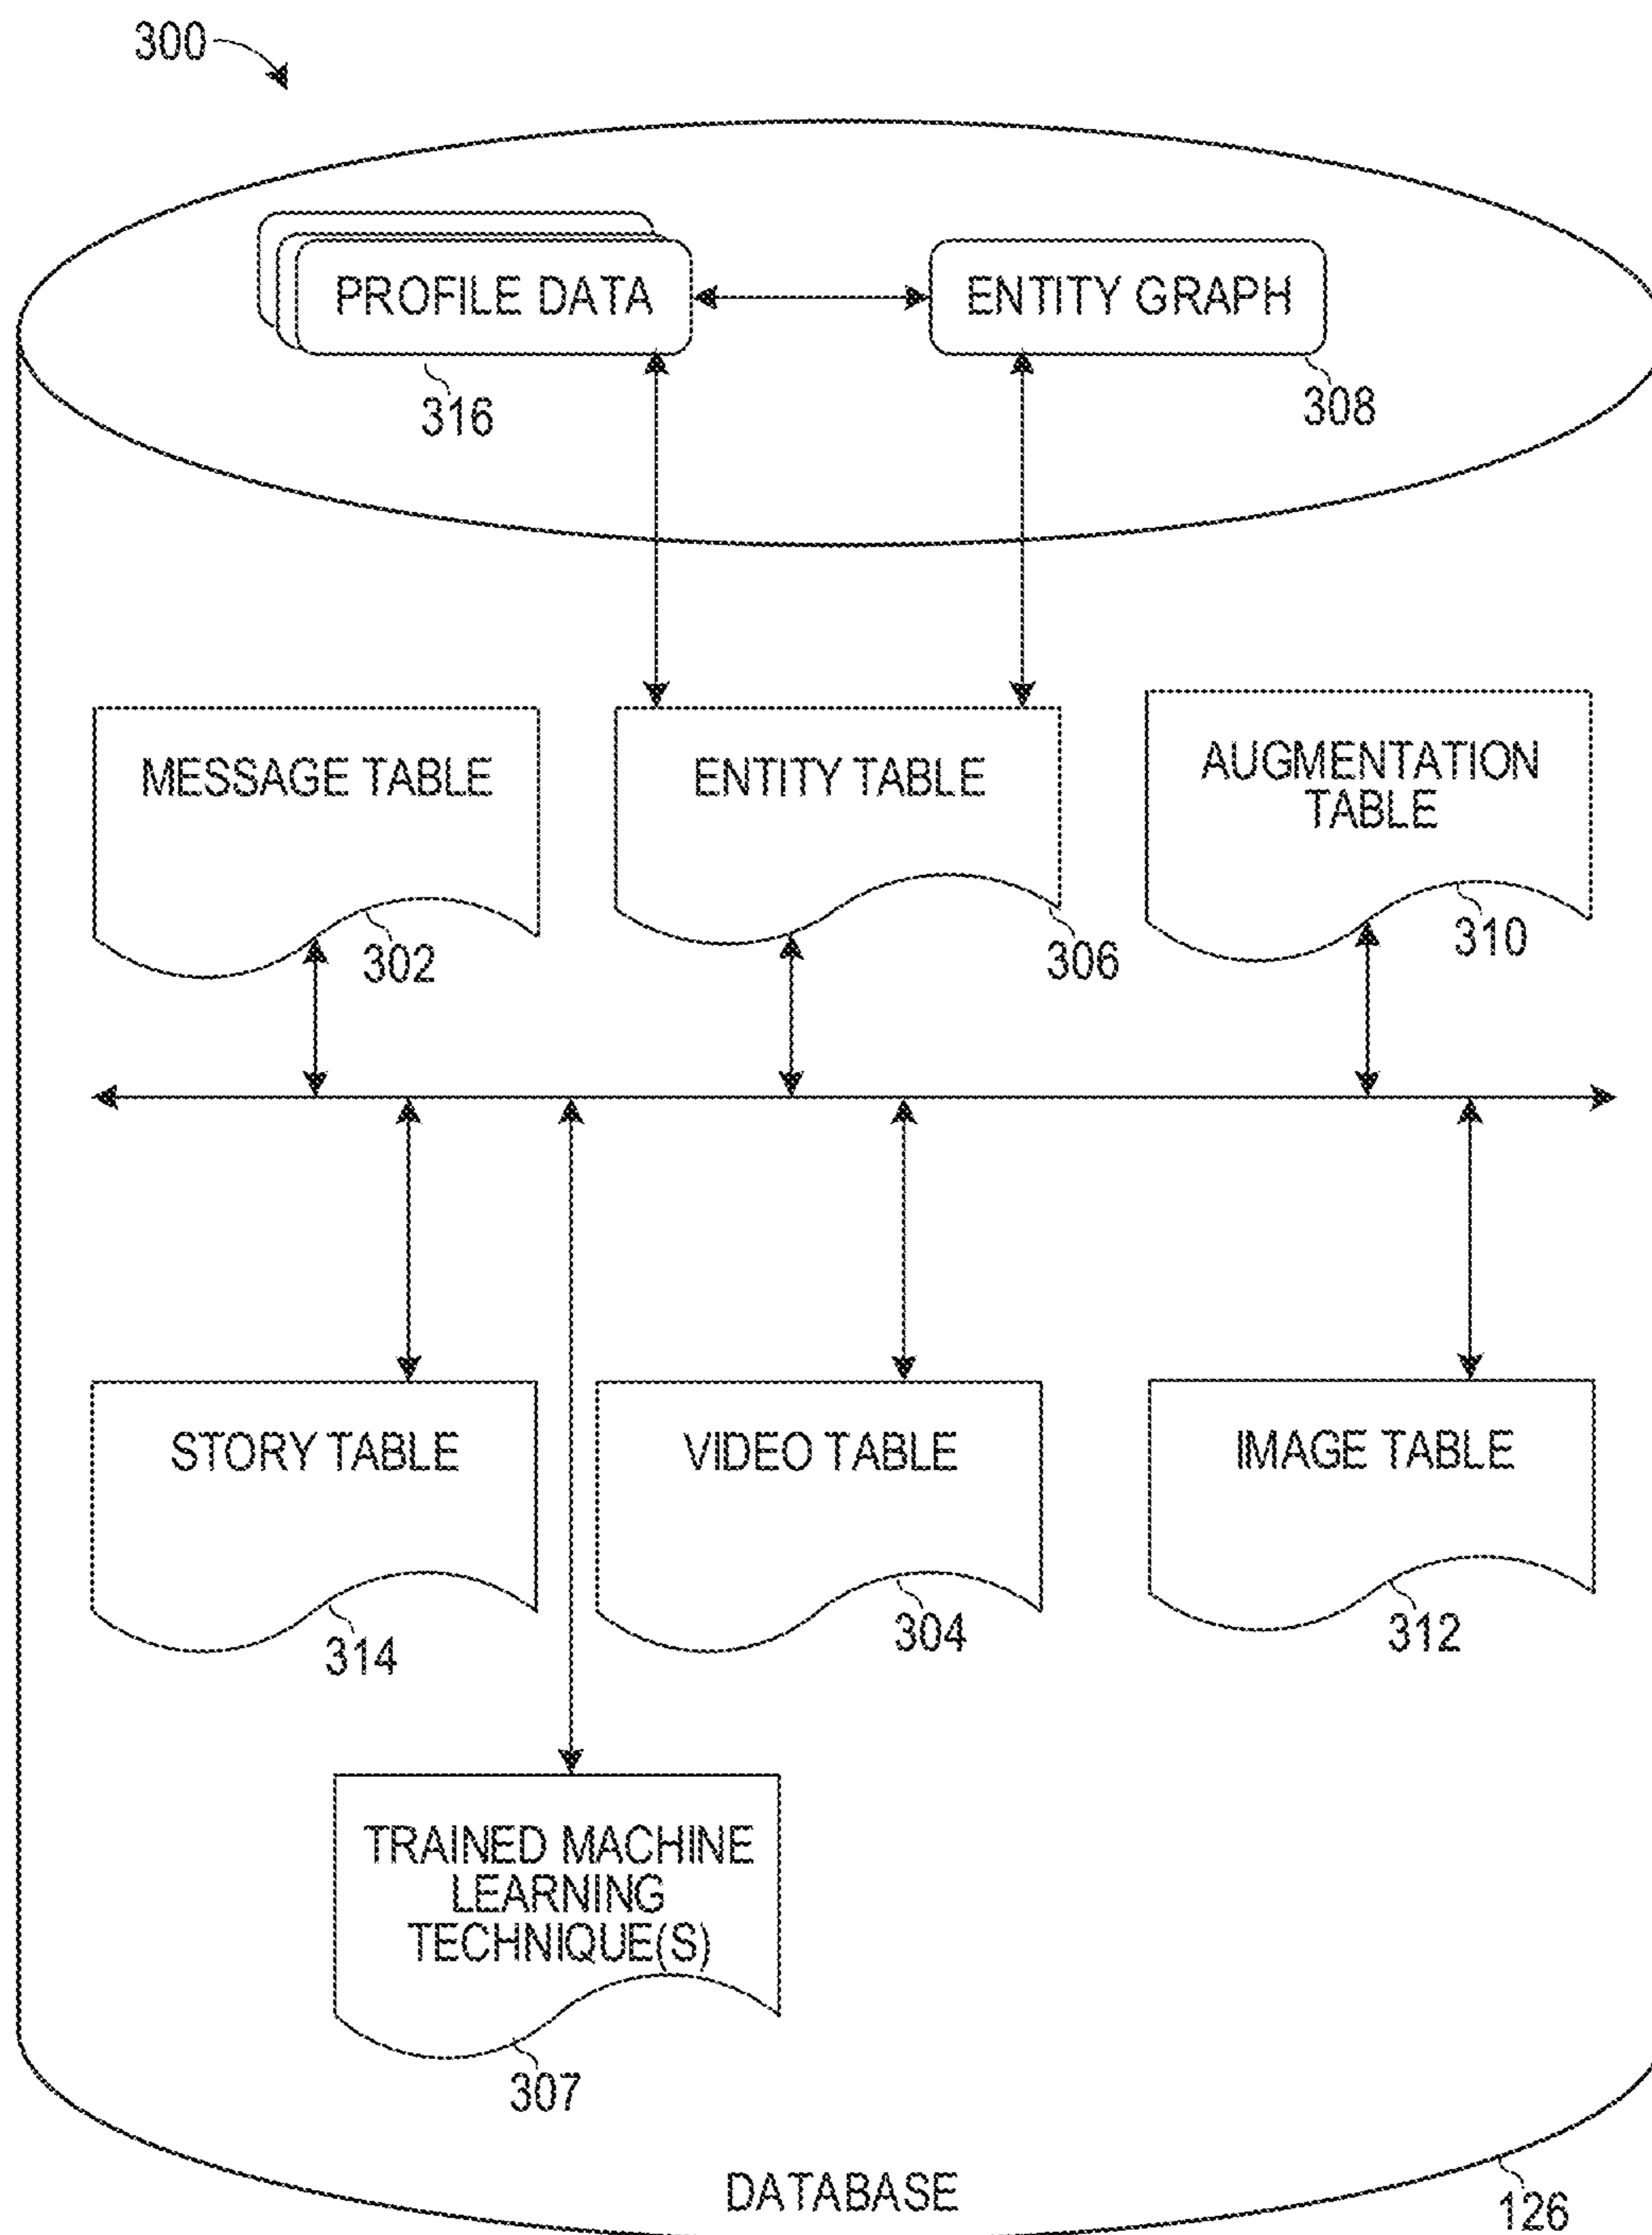 300
PROFILE DATA
ENTITY GRAPH
316
308
MESSAGE TABLE
ENTITY TABLE
AUGMENTATION
TABLE
302
306
310
STORY TABLE
VIDEO TABLE
IMAGE TABLE
314
304
312
TRAINED MACHINE
LEARNING
TECHNIQUE(S)
307
DATABASE
126